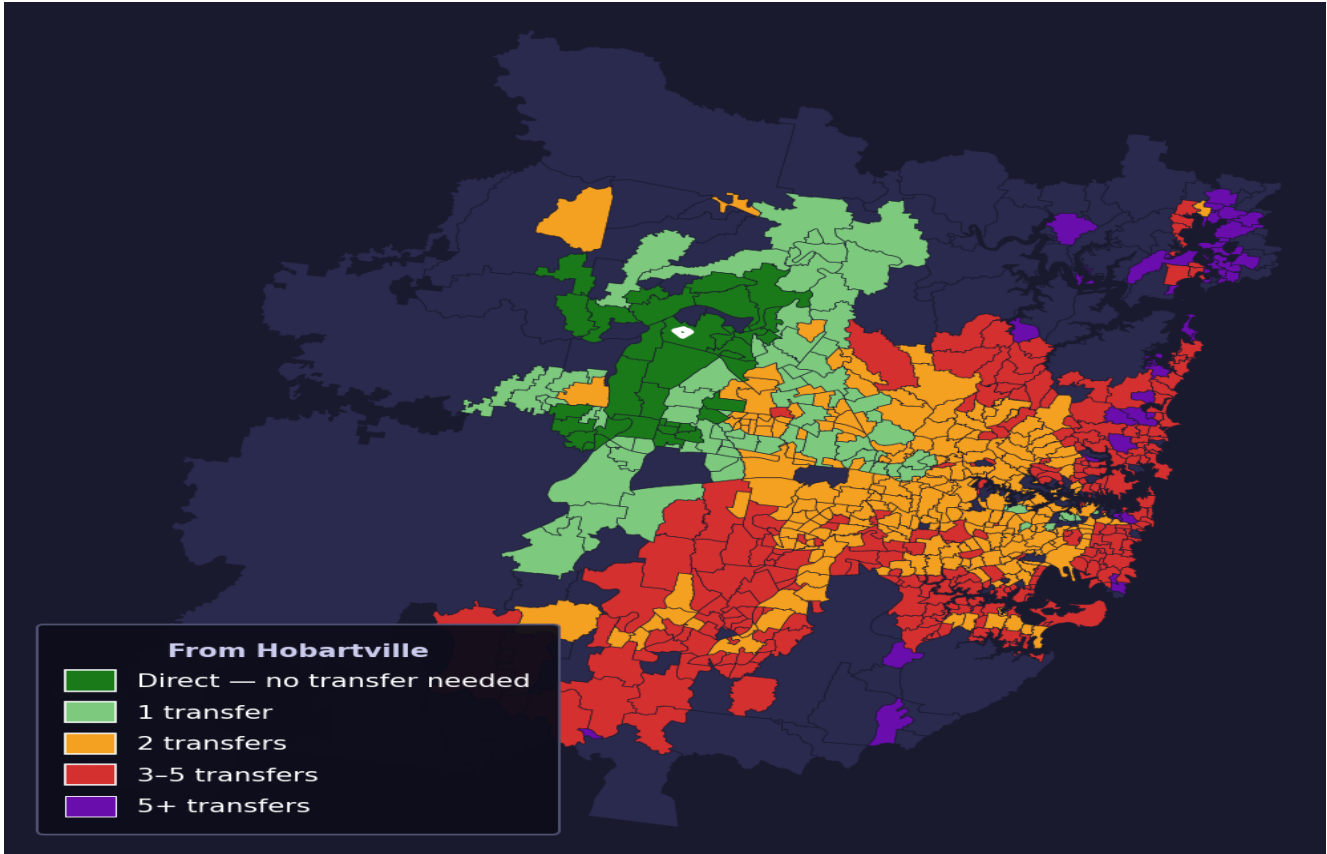 From Hobartville
Direct — no transfer needed
1 transfer
2 transfers
3–5 transfers
5+ transfers